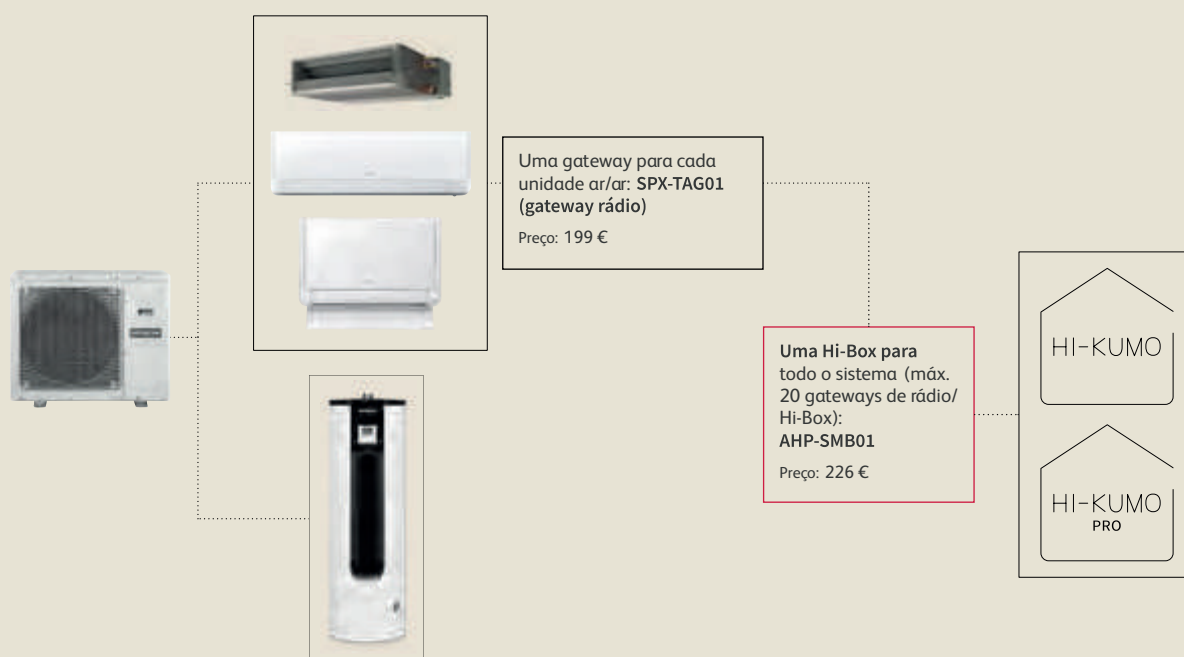 Uma gateway para cada
unidade ar/ar: SPX-TAG01
(gateway rádio)
Preço: 199 €
Uma Hi-Box para
todo o sistema (máx.
20 gateways de rádio/
Hi-Box):
AHP-SMB01
Preço: 226 €
HI-KUMO
HI-KUMO
PRO